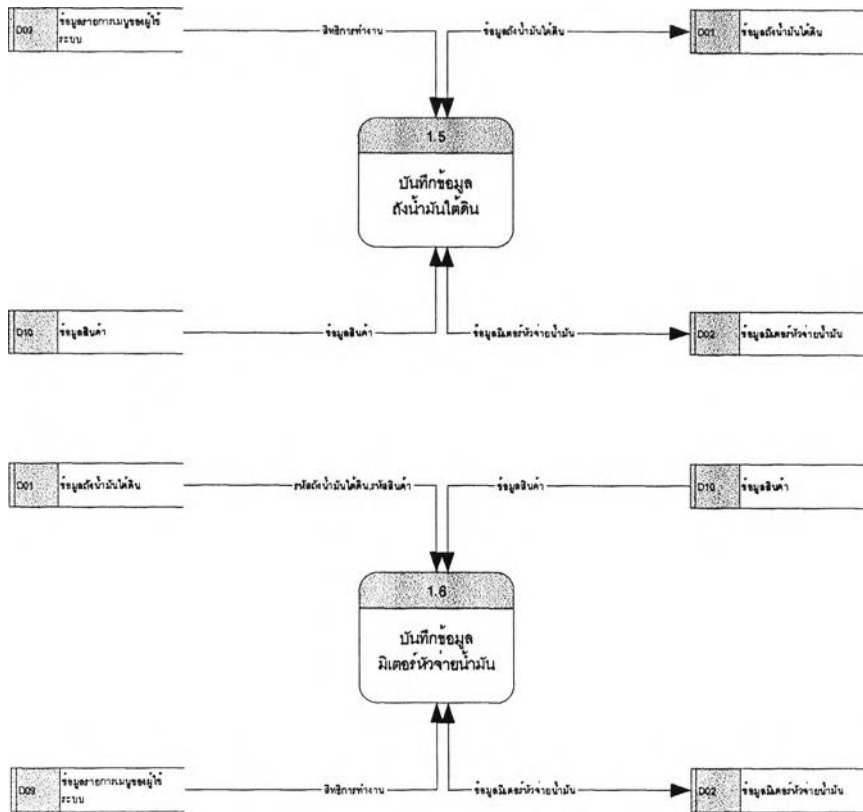 D09 ข้อมูลรายการเมนูของผู้ใช้
ระบบ
สิทธิการทำงาน
ข้อมูลถังน้ำมันใต้ดิน
D01 ข้อมูลถังน้ำมันใต้ดิน
1.5
บันทึกข้อมูล
ถังน้ำมันใต้ดิน
D10 ข้อมูลสินค้า
ข้อมูลสินค้า
ข้อมูลมิเตอร์หัวจ่ายน้ำมัน
D02 ข้อมูลมิเตอร์หัวจ่ายน้ำมัน
D01 ข้อมูลถังน้ำมันใต้ดิน
รหัสถังน้ำมันใต้ดิน,รหัสสินค้า
ข้อมูลสินค้า
D10 ข้อมูลสินค้า
1.6
บันทึกข้อมูล
มิเตอร์หัวจ่ายน้ำมัน
D09 ข้อมูลรายการเมนูของผู้ใช้
ระบบ
สิทธิการทำงาน
ข้อมูลมิเตอร์หัวจ่ายน้ำมัน
D02 ข้อมูลมิเตอร์หัวจ่ายน้ำมัน